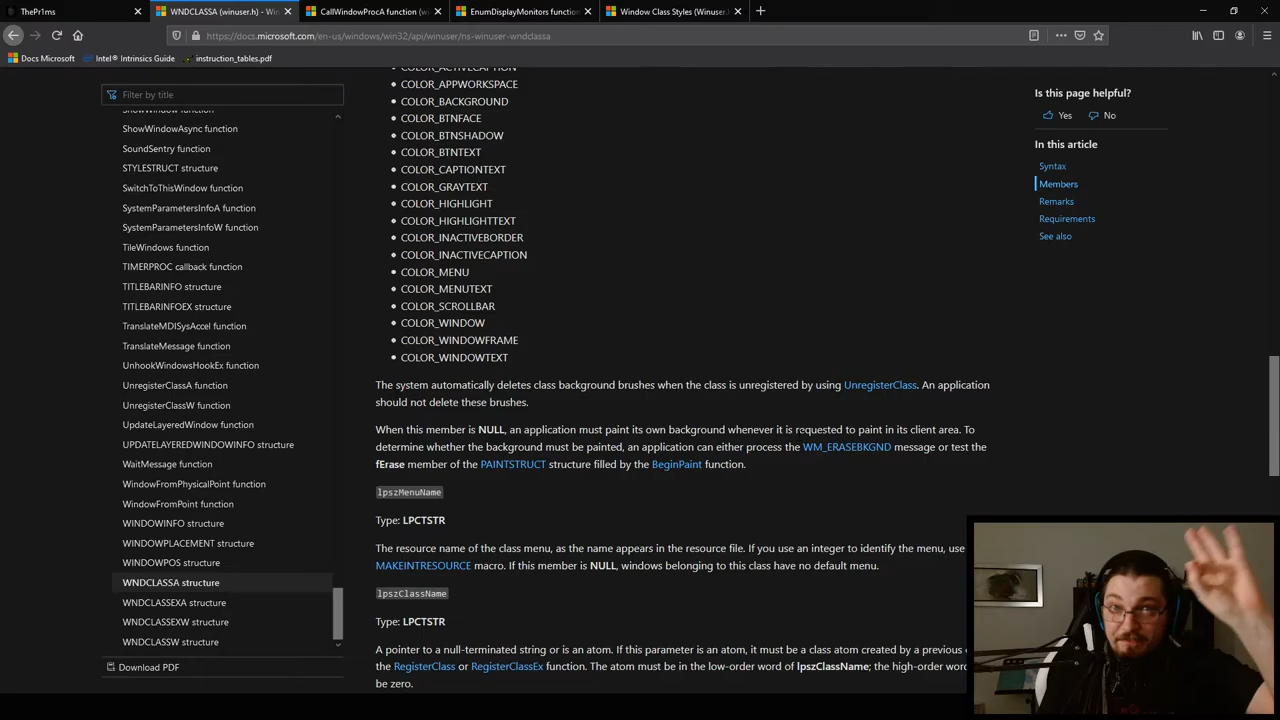 ThePr1ms
WNDCLASSA (winuser.h) - Win
CallWindowProcA function (wi
EnumDisplayMonitors function
Window Class Styles (Winuser.
https://docs.microsoft.com/en-us/windows/win32/api/winuser/ns-winuser-wndclassa
Docs Microsoft
Intel® Intrinsics Guide
instruction_tables.pdf
Filter by title
ShowWindow function
ShowWindowAsync function
SoundSentry function
STYLESTRUCT structure
SwitchToThisWindow function
SystemParametersInfoA function
SystemParametersInfoW function
TileWindows function
TIMERPROC callback function
TITLEBARINFO structure
TITLEBARINFOEX structure
TranslateMDISysAccel function
TranslateMessage function
UnhookWindowsHookEx function
UnregisterClassA function
UnregisterClassW function
UpdateLayeredWindow function
UPDATELAYEREDWINDOWINFO structure
WaitMessage function
WindowFromPhysicalPoint function
WindowFromPoint function
WINDOWINFO structure
WINDOWPLACEMENT structure
WINDOWPOS structure
WNDCLASSA structure
WNDCLASSEXA structure
WNDCLASSEXW structure
WNDCLASSW structure
Download PDF
COLOR_ACTIVECAPTION
COLOR_APPWORKSPACE
COLOR_BACKGROUND
COLOR_BTNFACE
COLOR_BTNSHADOW
COLOR_BTNTEXT
COLOR_CAPTIONTEXT
COLOR_GRAYTEXT
COLOR_HIGHLIGHT
COLOR_HIGHLIGHTTEXT
COLOR_INACTIVEBORDER
COLOR_INACTIVECAPTION
COLOR_MENU
COLOR_MENUTEXT
COLOR_SCROLLBAR
COLOR_WINDOW
COLOR_WINDOWFRAME
COLOR_WINDOWTEXT
The system automatically deletes class background brushes when the class is unregistered by using UnregisterClass. An application
should not delete these brushes.
When this member is NULL, an application must paint its own background whenever it is requested to paint in its client area. To
determine whether the background must be painted, an application can either process the WM_ERASEBKGND message or test the
fErase member of the PAINTSTRUCT structure filled by the BeginPaint function.
lpszMenuName
Type: LPCTSTR
The resource name of the class menu, as the name appears in the resource file. If you use an integer to identify the menu, use
MAKEINTRESOURCE macro. If this member is NULL, windows belonging to this class have no default menu.
lpszClassName
Type: LPCTSTR
A pointer to a null-terminated string or is an atom. If this parameter is an atom, it must be a class atom created by a previous
the RegisterClass or RegisterClassEx function. The atom must be in the low-order word of lpszClassName; the high-order word
be zero.
Is this page helpful?
Yes
No
In this article
Syntax
Members
Remarks
Requirements
See also